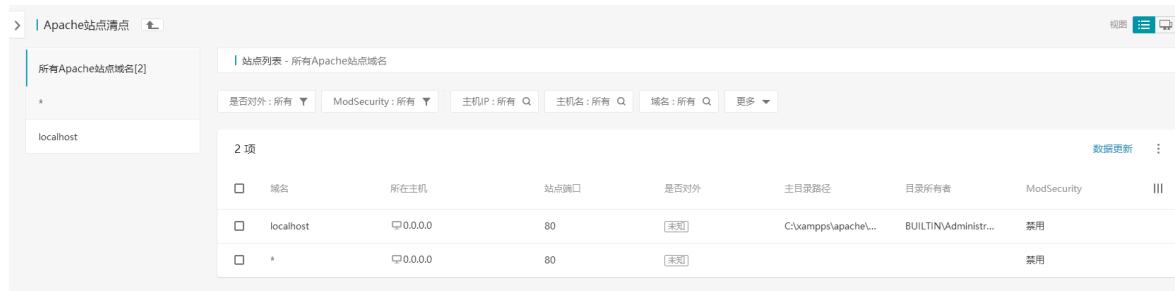 Apache站点清点
视图
所有Apache站点域名[2]
*
localhost
站点列表 - 所有Apache站点域名
是否对外 : 所有 ModSecurity : 所有 主机IP : 所有 主机名 : 所有 域名 : 所有 更多
2 项 数据更新
域名 所在主机 站点端口 是否对外 主目录路径 目录所有者 ModSecurity
localhost 0.0.0.0 80 未知 C:\xampps\apache\... BUILTIN\Administr... 禁用
* 0.0.0.0 80 未知 禁用